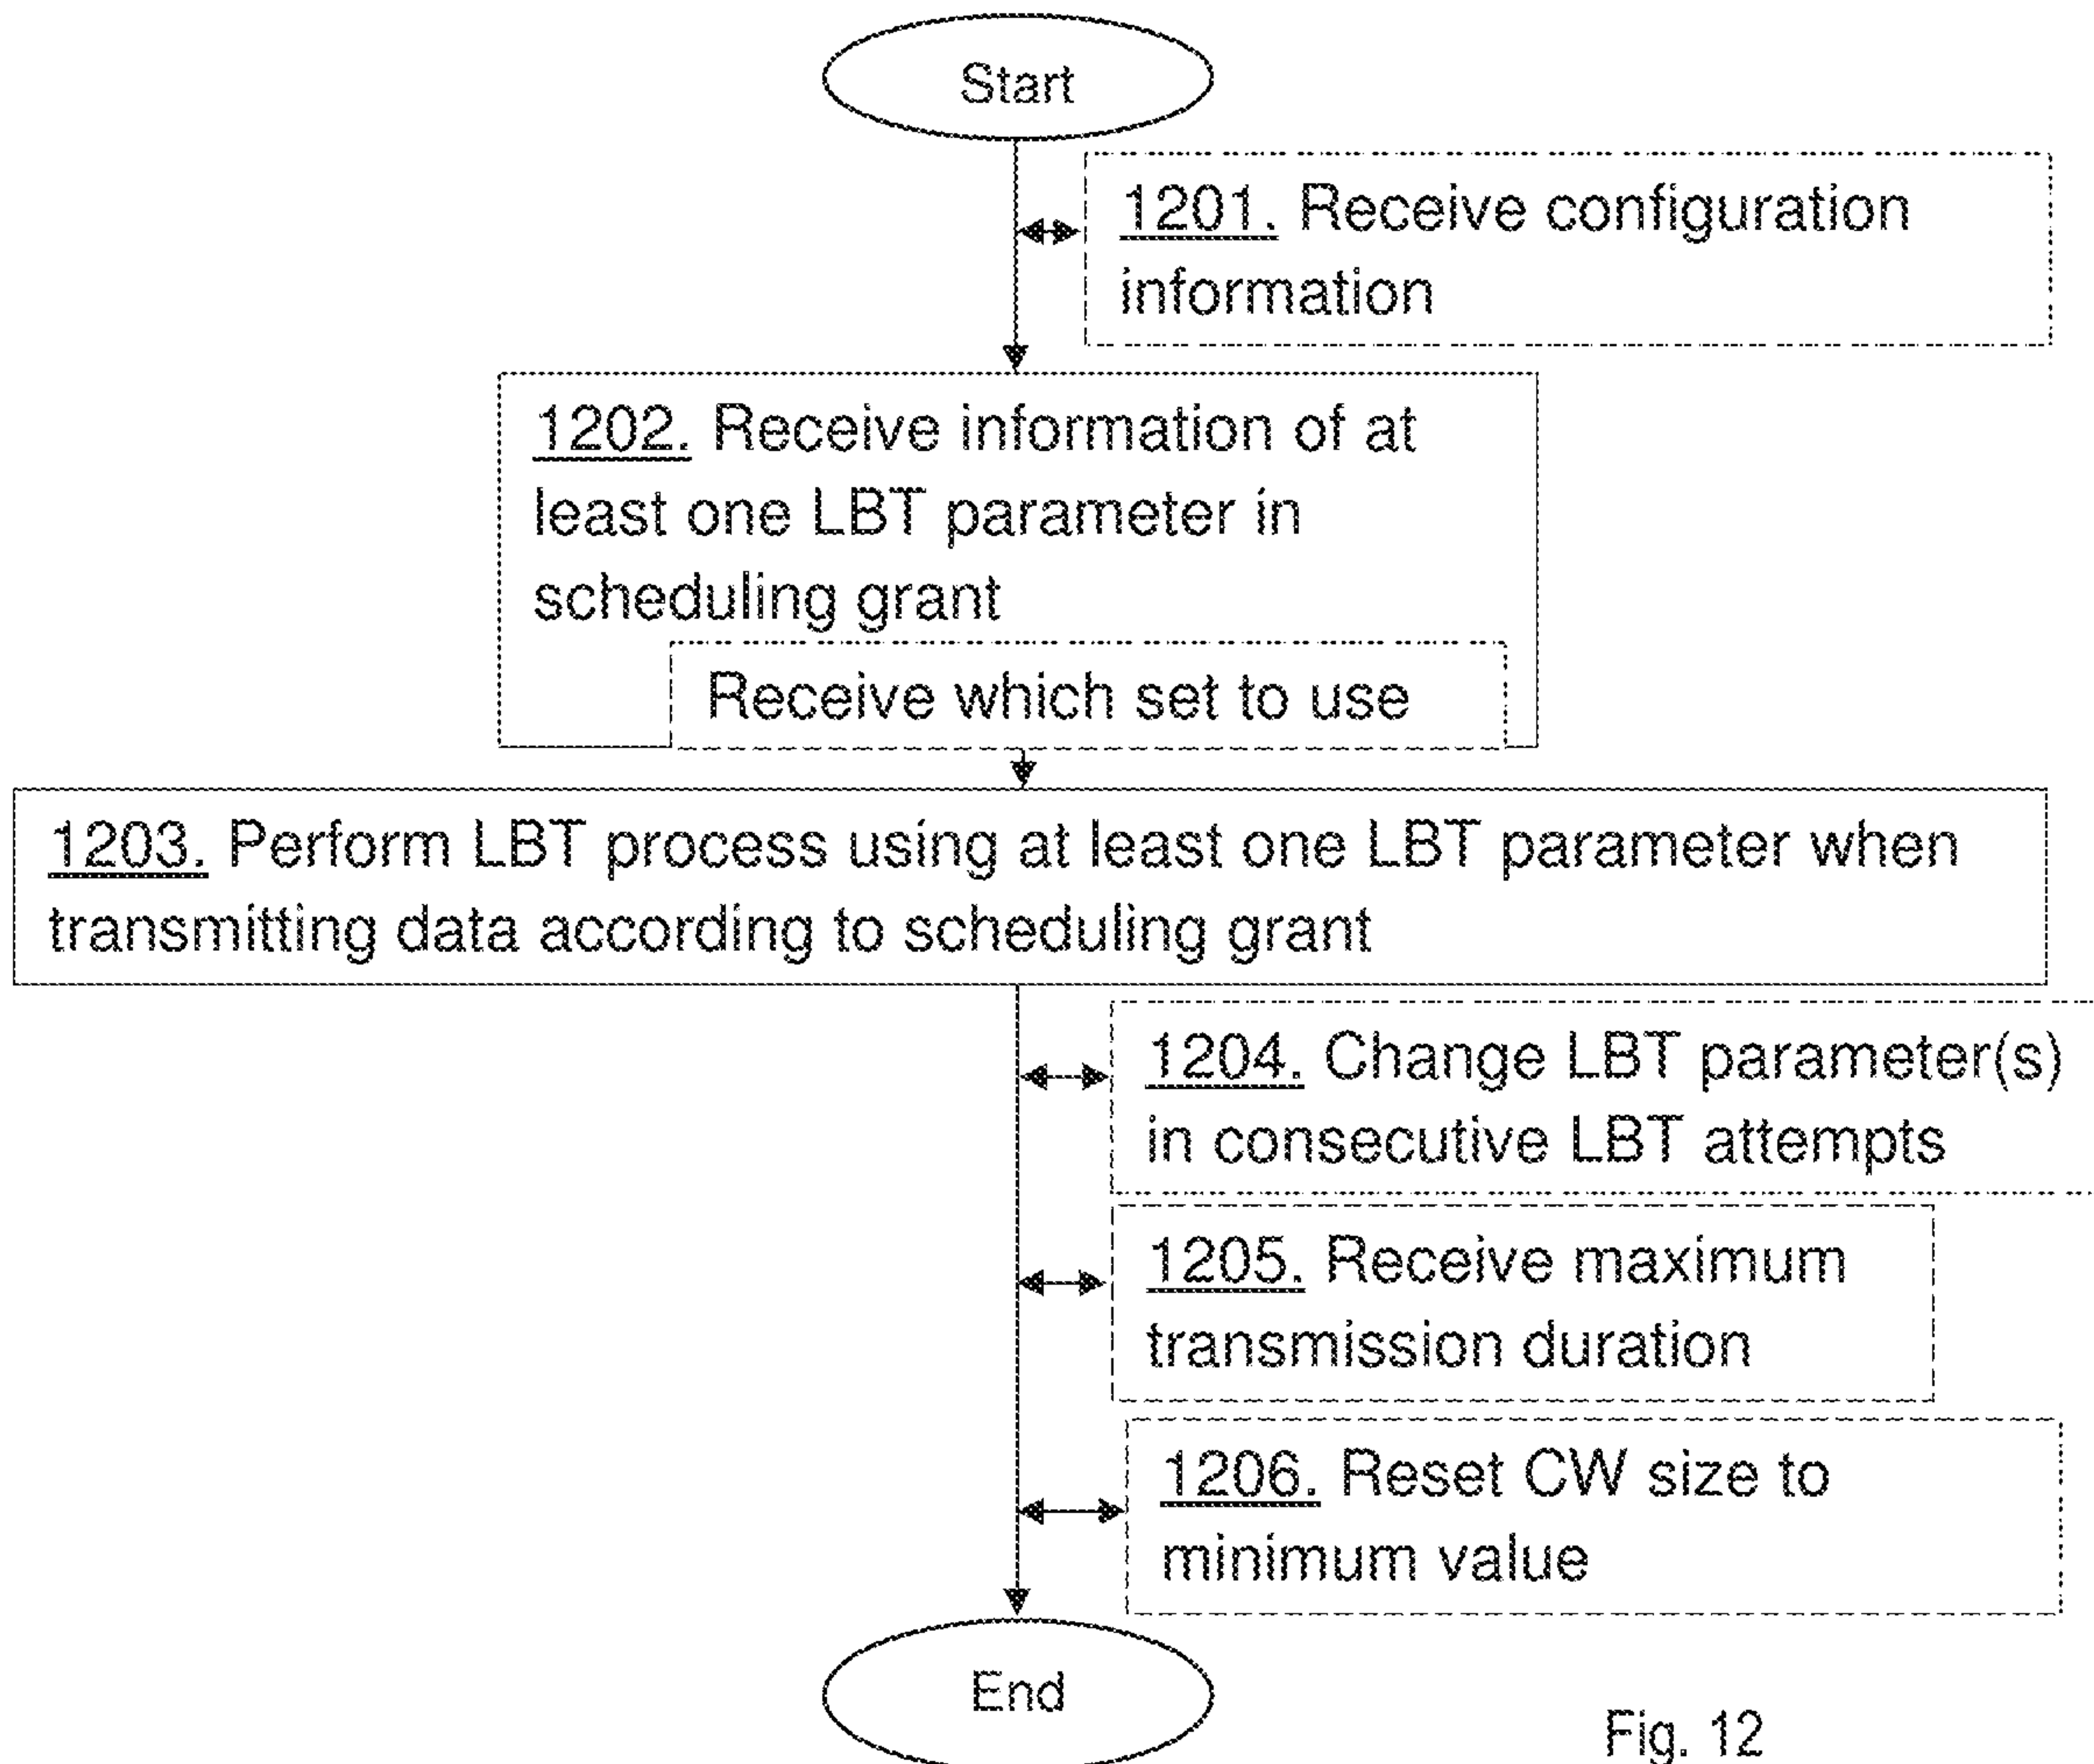 Start
1201. Receive configuration
information
1202. Receive information of at
least one LBT parameter in
scheduling grant
Receive which set to use
1203. Perform LBT process using at least one LBT parameter when
transmitting data according to scheduling grant
1204. Change LBT parameter(s)
in consecutive LBT attempts
1205. Receive maximum
transmission duration
1206. Reset CW size to
minimum value
End
Fig. 12